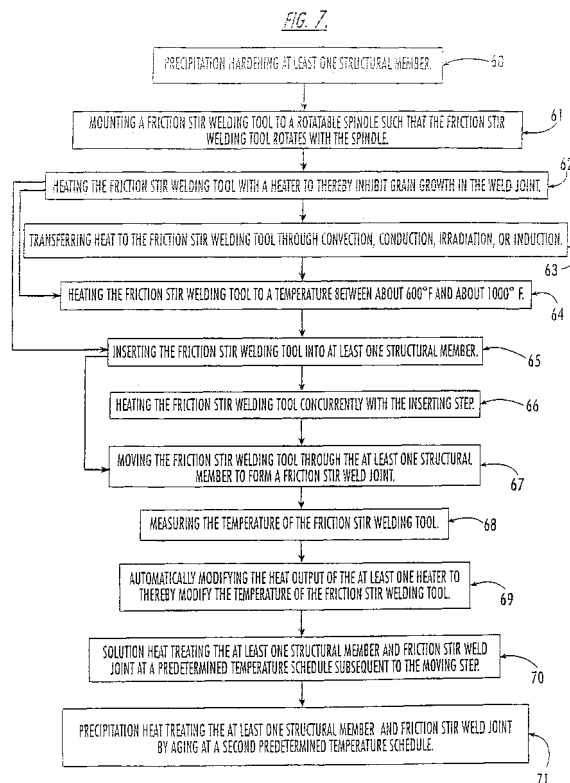 FIG. 7.
PRECIPITATION HARDENING AT LEAST ONE STRUCTURAL MEMBER.
60
MOUNTING A FRICTION STIR WELDING TOOL TO A ROTATABLE SPINDLE SUCH THAT THE FRICTION STIR
WELDING TOOL ROTATES WITH THE SPINDLE.
61
HEATING THE FRICTION STIR WELDING TOOL WITH A HEATER TO THEREBY INHIBIT GRAIN GROWTH IN THE WELD JOINT.
62
TRANSFERRING HEAT TO THE FRICTION STIR WELDING TOOL THROUGH CONVECTION, CONDUCTION, IRRADIATION, OR INDUCTION.
63
HEATING THE FRICTION STIR WELDING TOOL TO A TEMPERATURE BETWEEN ABOUT 600°F AND ABOUT 1000° F.
64
INSERTING THE FRICTION STIR WELDING TOOL INTO AT LEAST ONE STRUCTURAL MEMBER.
65
HEATING THE FRICTION STIR WELDING TOOL CONCURRENTLY WITH THE INSERTING STEP.
66
MOVING THE FRICTION STIR WELDING TOOL THROUGH THE AT LEAST ONE STRUCTURAL
MEMBER TO FORM A FRICTION STIR WELD JOINT.
67
MEASURING THE TEMPERATURE OF THE FRICTION STIR WELDING TOOL.
68
AUTOMATICALLY MODIFYING THE HEAT OUTPUT OF THE AT LEAST ONE HEATER TO
THEREBY MODIFY THE TEMPERATURE OF THE FRICTION STIR WELDING TOOL.
69
SOLUTION HEAT TREATING THE AT LEAST ONE STRUCTURAL MEMBER AND FRICTION STIR WELD
JOINT AT A PREDETERMINED TEMPERATURE SCHEDULE SUBSEQUENT TO THE MOVING STEP.
70
PRECIPITATION HEAT TREATING THE AT LEAST ONE STRUCTURAL MEMBER AND FRICTION STIR WELD JOINT
BY AGING AT A SECOND PREDETERMINED TEMPERATURE SCHEDULE.
71